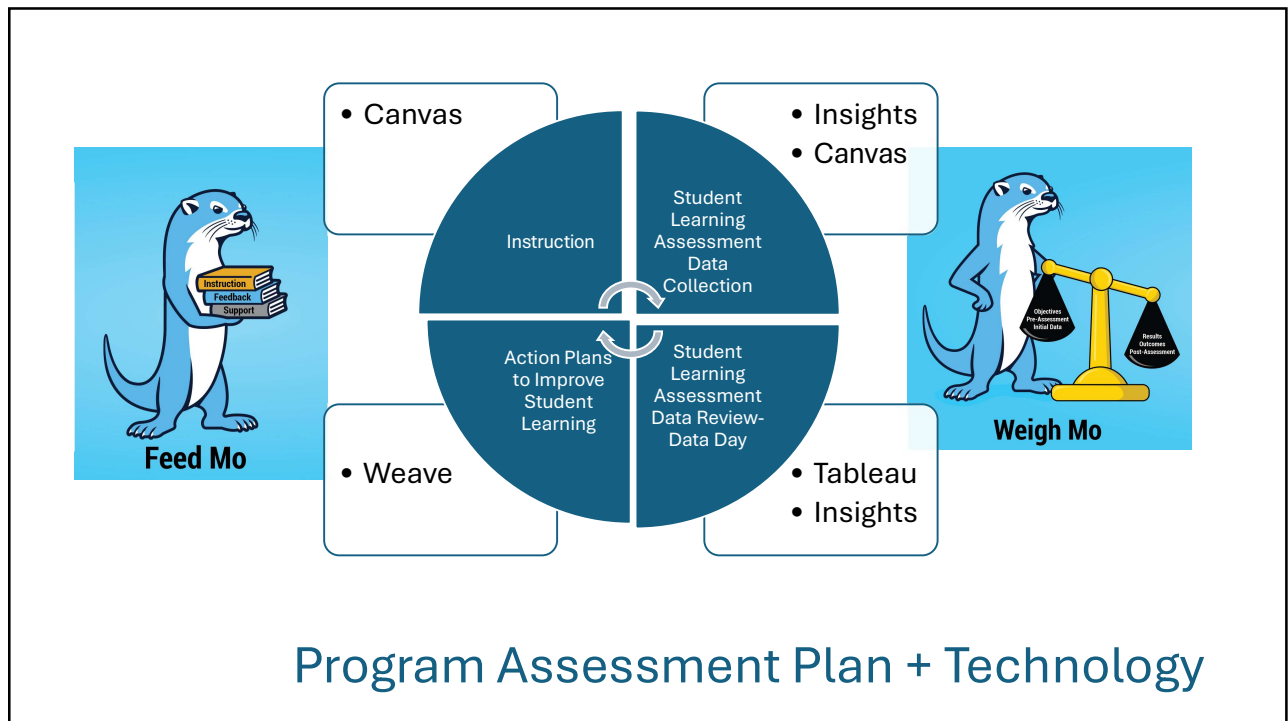 • Canvas
• Insights
• Canvas
Instruction
Student
Learning
Assessment
Data
Collection
Instruction
Feedback
Support
Feed Mo
Objectives
Pre-Assessment
Initial Data
Results
Outcomes
Post-Assessment
Weigh Mo
Action Plans
to Improve
Student
Learning
Student
Learning
Assessment
Data Review-
Data Day
• Weave
• Tableau
• Insights
Program Assessment Plan + Technology